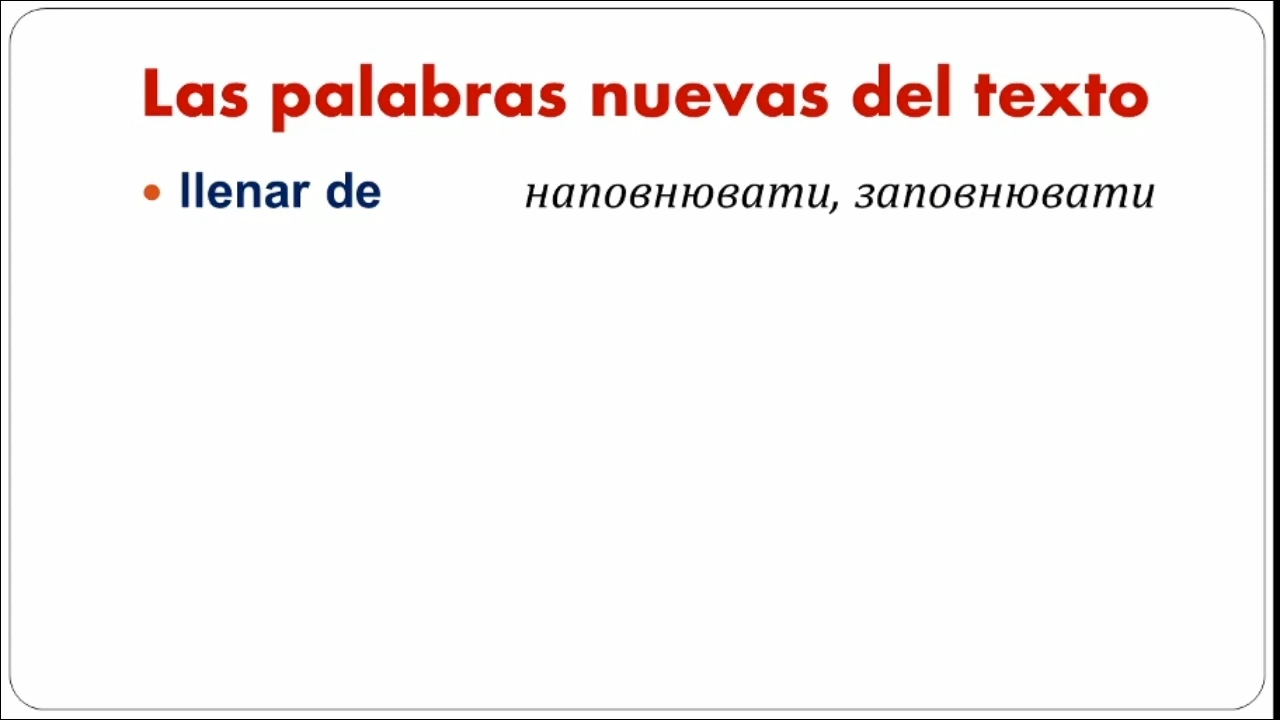 Las palabras nuevas del texto
• llenar de наповнювати, заповнювати